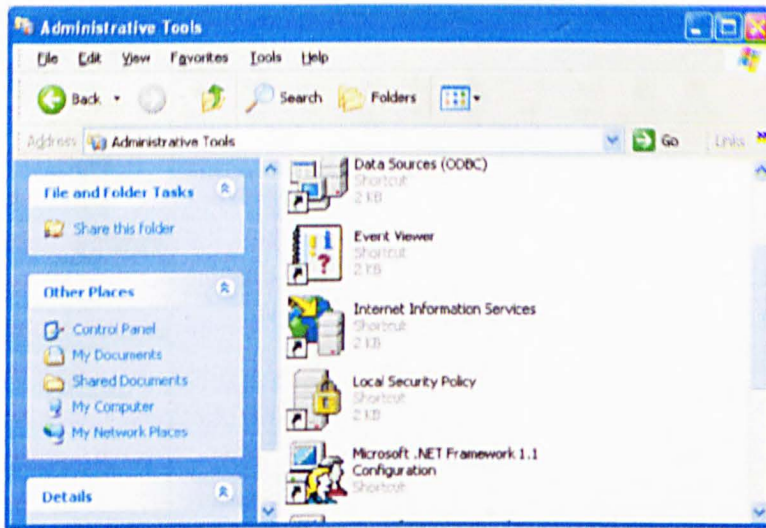 Administrative Tools
File Edit View Favorites Tools Help
Back Search Folders
Address Administrative Tools Go Links
File and Folder Tasks
Share this folder
Other Places
Control Panel
My Documents
Shared Documents
My Computer
My Network Places
Details
Data Sources (ODBC)
Shortcut
2 KB
Event Viewer
Shortcut
2 KB
Internet Information Services
Shortcut
2 KB
Local Security Policy
Shortcut
2 KB
Microsoft .NET Framework 1.1
Configuration
Shortcut